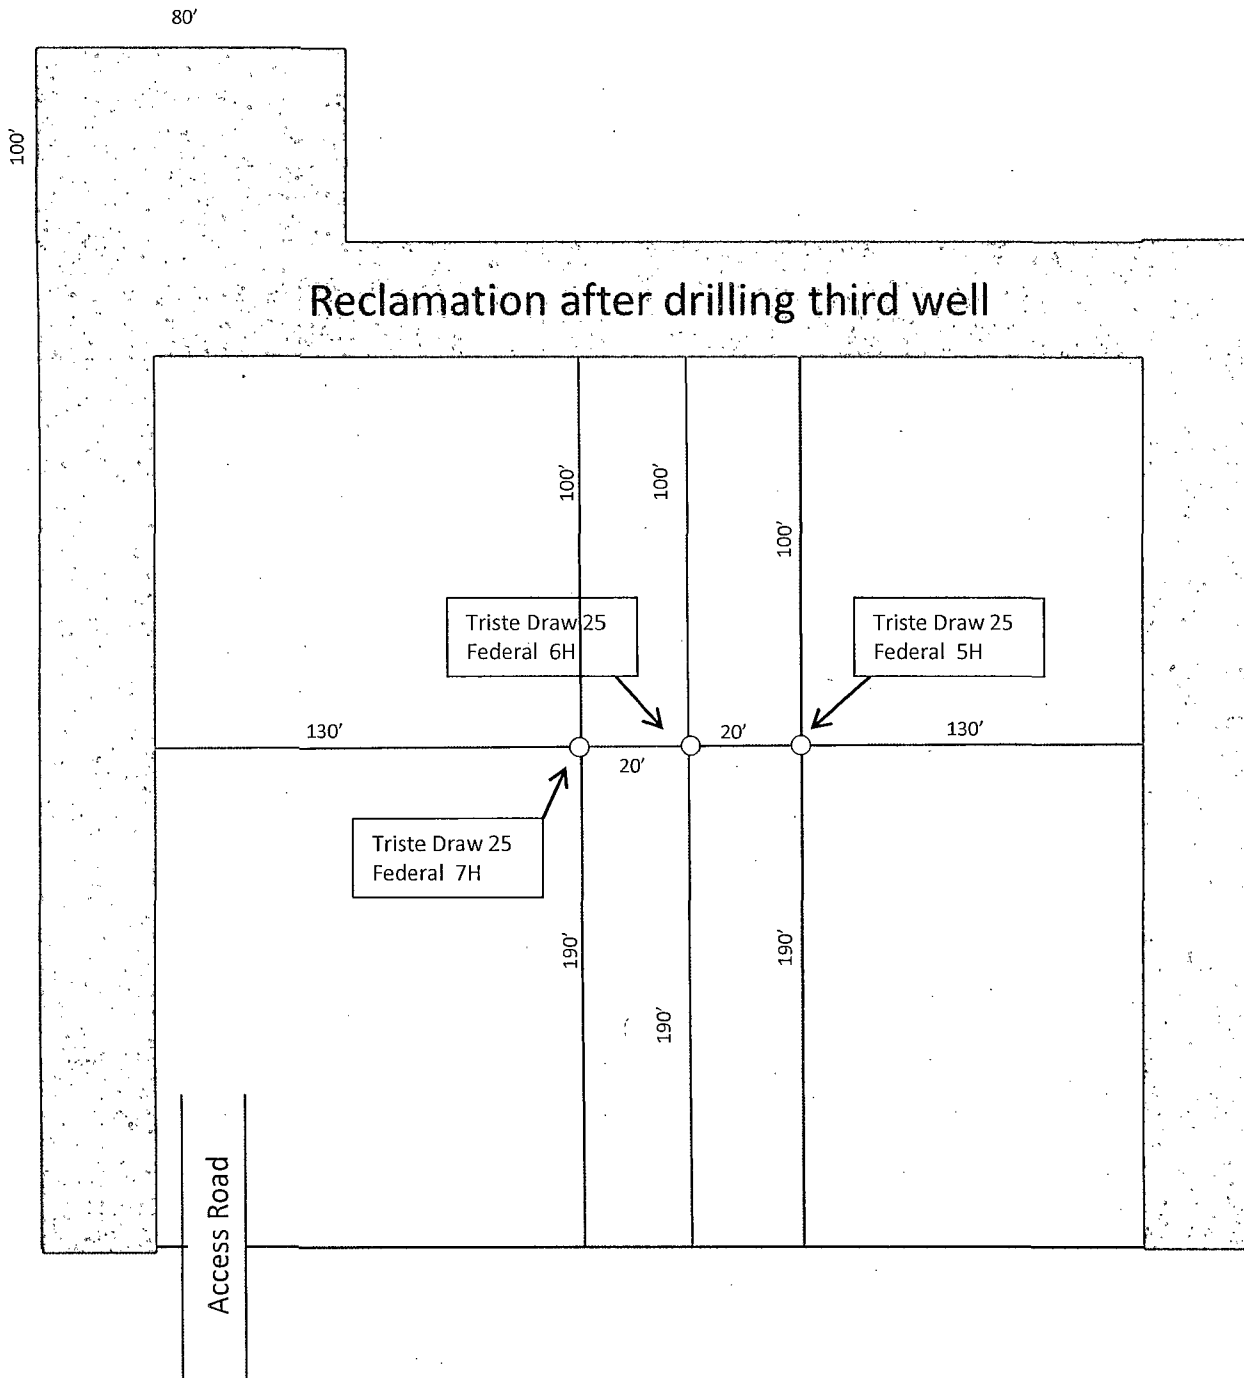 80'
100'
Reclamation after drilling third well
100'
100'
100'
Triste Draw 25
Federal 6H
Triste Draw 25
Federal 5H
130'
20'
20'
130'
Triste Draw 25
Federal 7H
190'
190'
190'
Access Road